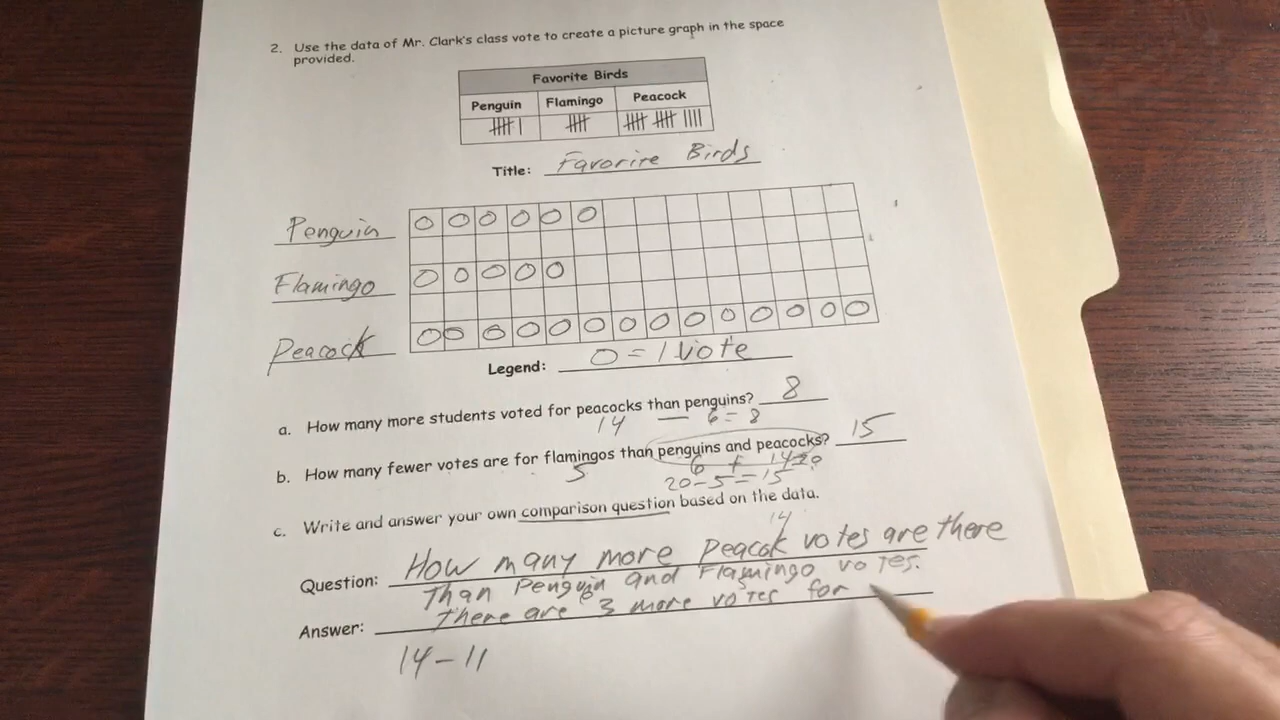 2. Use the data of Mr. Clark's class vote to create a picture graph in the space
provided.
Favorite Birds
Penguin Flamingo Peacock
Title: Favorire Birds
Penguin
Flamingo
Peacock
Legend: O = 1 vote
a. How many more students voted for peacocks than penguins? 8
14 — 6 = 8
b. How many fewer votes are for flamingos than penguins and peacocks? 15
5 6 + 14=20
20-5=15
c. Write and answer your own comparison question based on the data.
14
Question: How many more Peacok votes are there
Than Penguin and Flamingo votes.
Answer: There are 3 more votes for
14-11